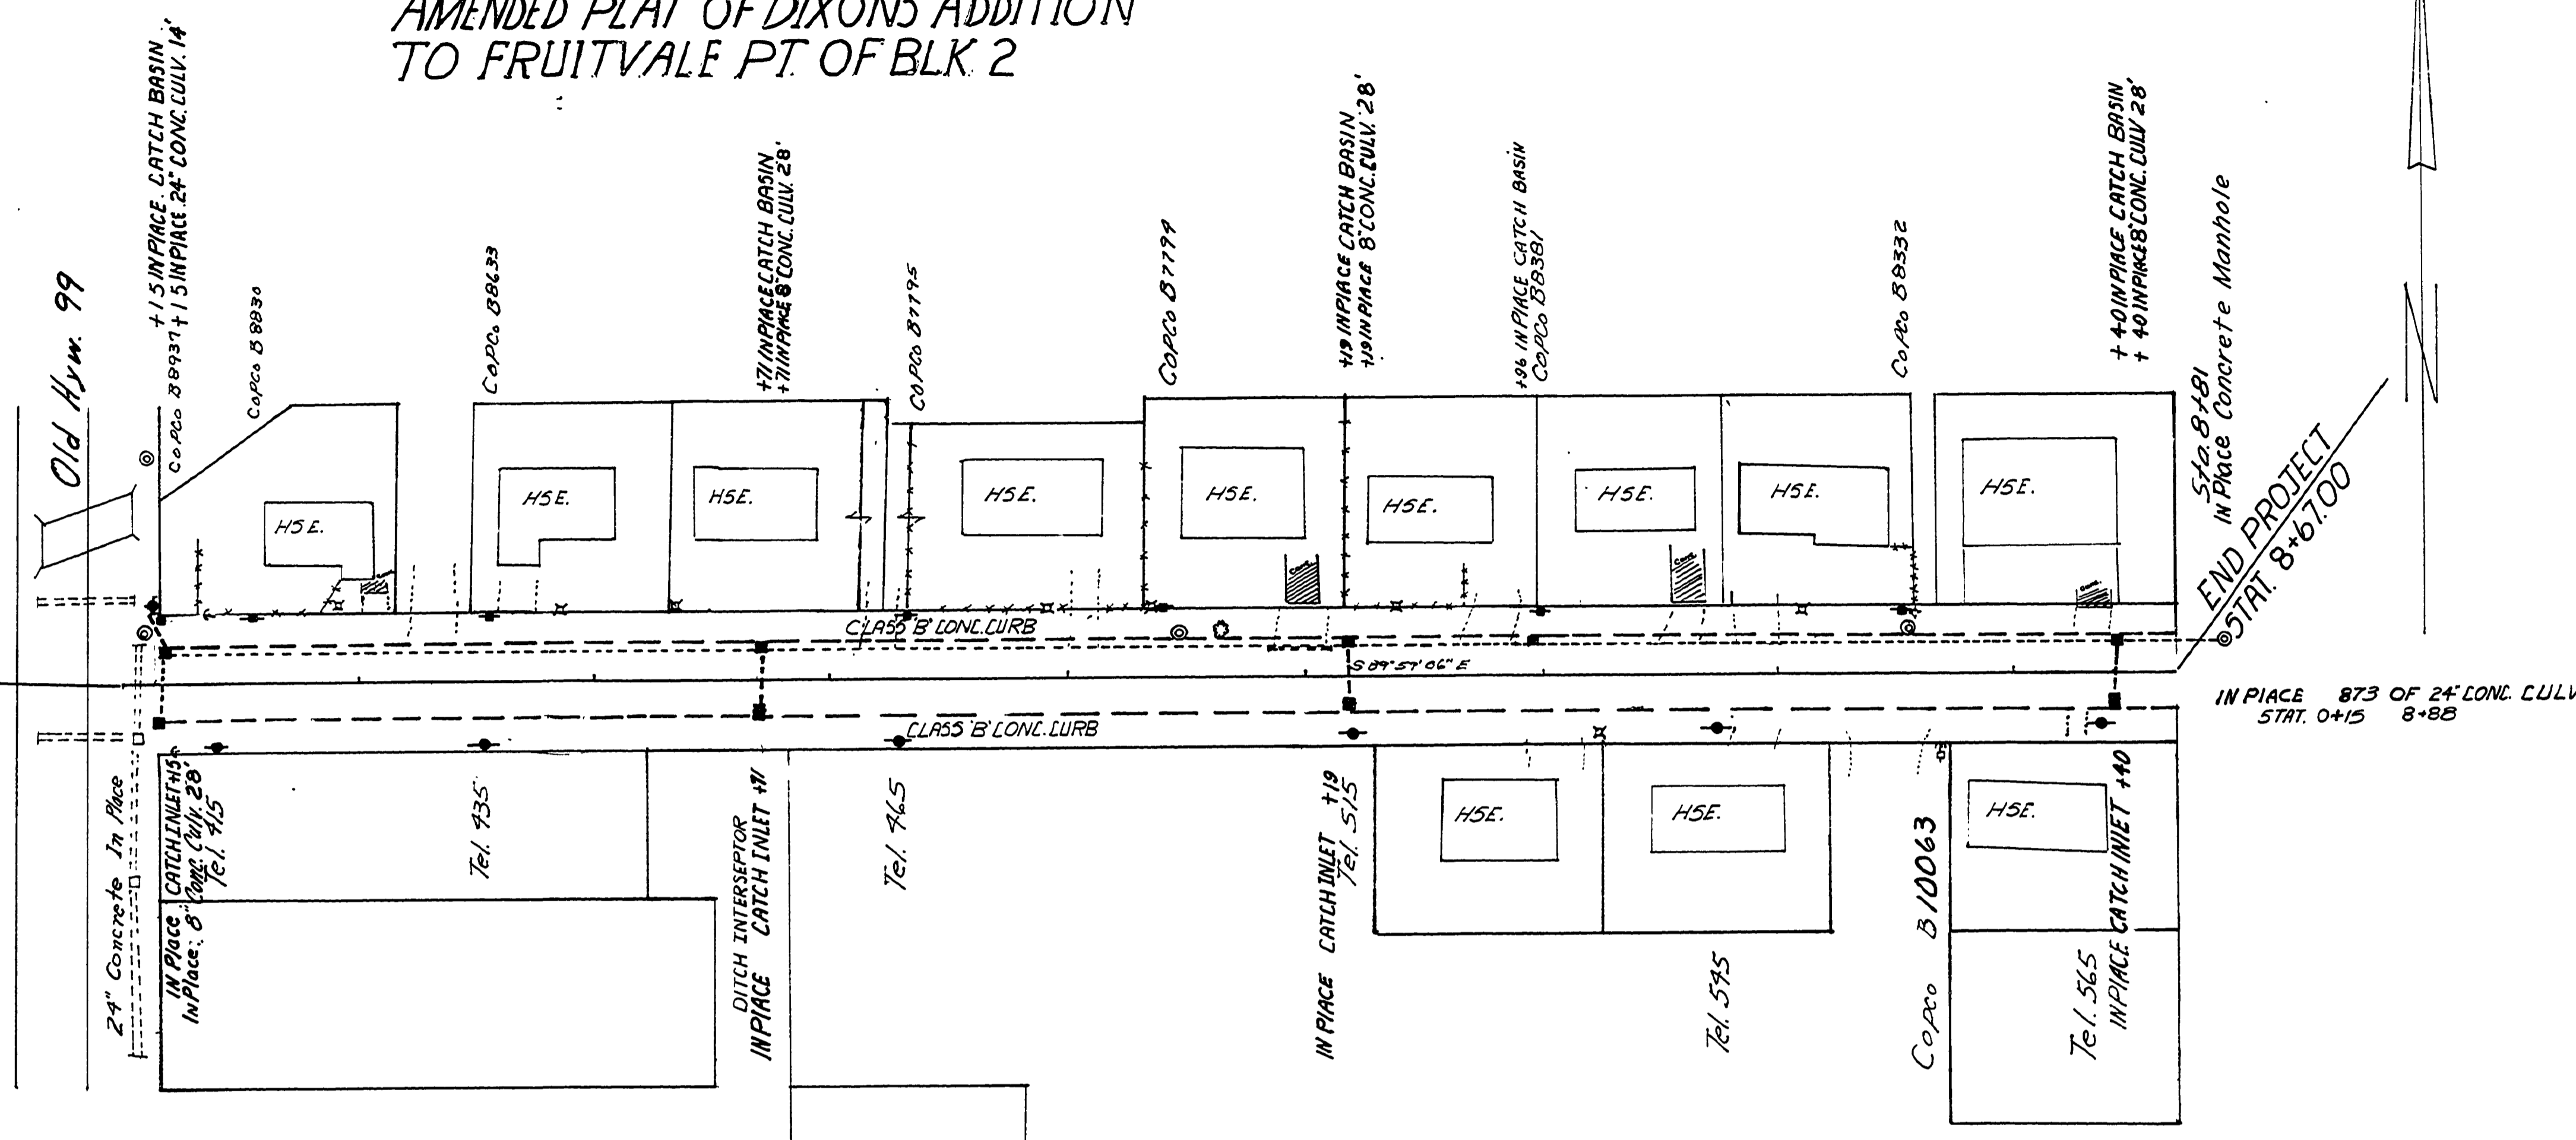 AMENDED PLAT OF DIXONS ADDITION
TO FRUITVALE PT. OF BLK. 2
Old Hyw. 99
+15 IN PLACE CATCH BASIN
+15 IN PLACE 24" CONC. CULV. 14'
COPCO B8937
COPCO B8830
COPCO B8633
+71 IN PLACE CATCH BASIN
+71 IN PLACE 8" CONC. CULV. 28'
COPCO B7795
COPCO B7794
+19 IN PLACE CATCH BASIN
+19 IN PLACE 8" CONC. CULV. 28'
+96 IN PLACE CATCH BASIN
COPCO B8381
COPCO B8332
+40 IN PLACE CATCH BASIN
+40 IN PLACE 8" CONC. CULV 28'
Sta. 8+81
IN Place Concrete Manhole
END PROJECT
STAT. 8+67.00
N
HSE.
HSE.
HSE.
HSE.
HSE.
HSE.
HSE.
HSE.
HSE.
Conc.
Conc.
Conc.
Conc.
CLASS 'B' CONC. CURB
S 89°57'06" E
CLASS 'B' CONC. CURB
IN PLACE 873 OF 24" CONC. CULV
STAT. 0+15 8+88
24" Concrete In Place
IN Place CATCH INLET +15
In Place: 8" Conc. Culv. 28'
Tel. 415
Tel. 435
DITCH INTERSEPTOR
IN PLACE CATCH INLET +71
Tel. 465
IN PLACE CATCH INLET +19
Tel. 515
HSE.
HSE.
HSE.
Tel. 545
Copco B10063
Tel. 565
IN PLACE CATCH INLET +40